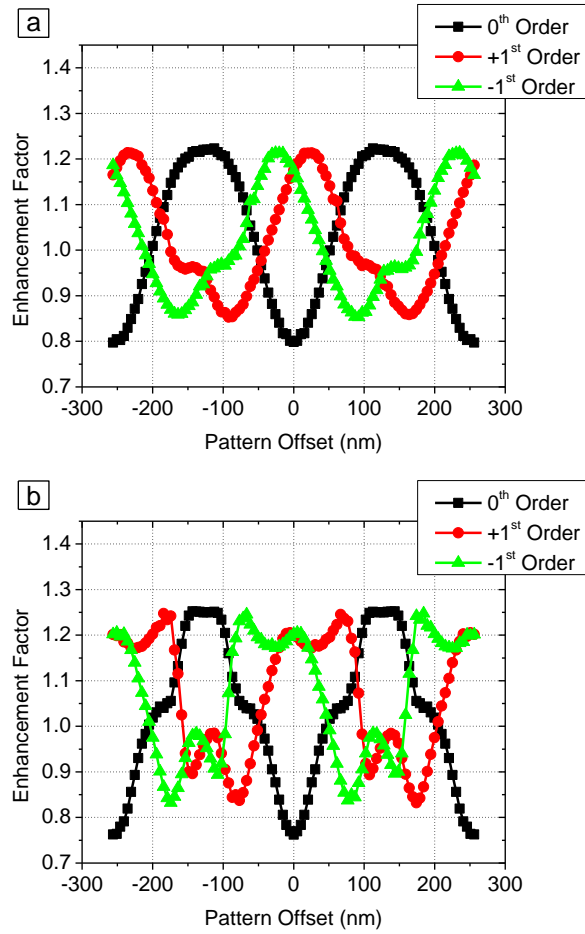 a
0th Order
+1st Order
-1st Order
1.4
1.3
1.2
1.1
1.0
0.9
0.8
0.7
Enhancement Factor
-300 -200 -100 0 100 200 300
Pattern Offset (nm)
b
0th Order
+1st Order
-1st Order
1.4
1.3
1.2
1.1
1.0
0.9
0.8
0.7
Enhancement Factor
-300 -200 -100 0 100 200 300
Pattern Offset (nm)